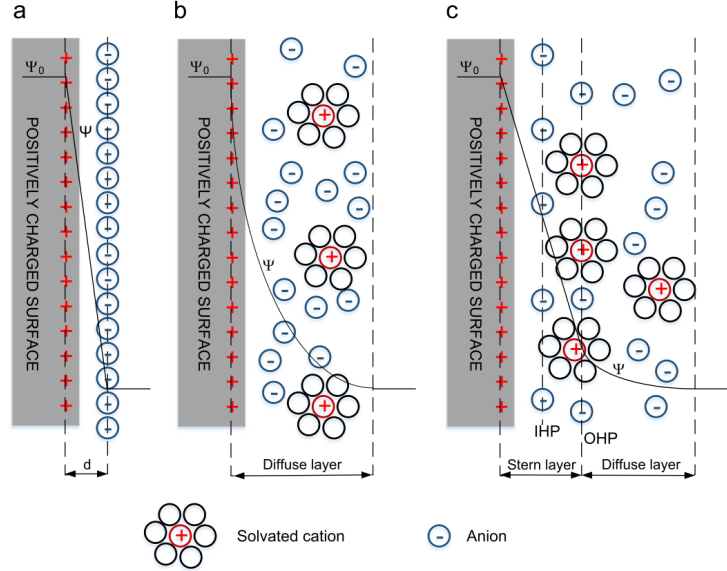 a
b
c
Ψ0
Ψ
POSITIVELY CHARGED SURFACE
d
Ψ0
Ψ
POSITIVELY CHARGED SURFACE
Diffuse layer
Ψ0
Ψ
POSITIVELY CHARGED SURFACE
IHP
OHP
Stern layer
Diffuse layer
Solvated cation
Anion